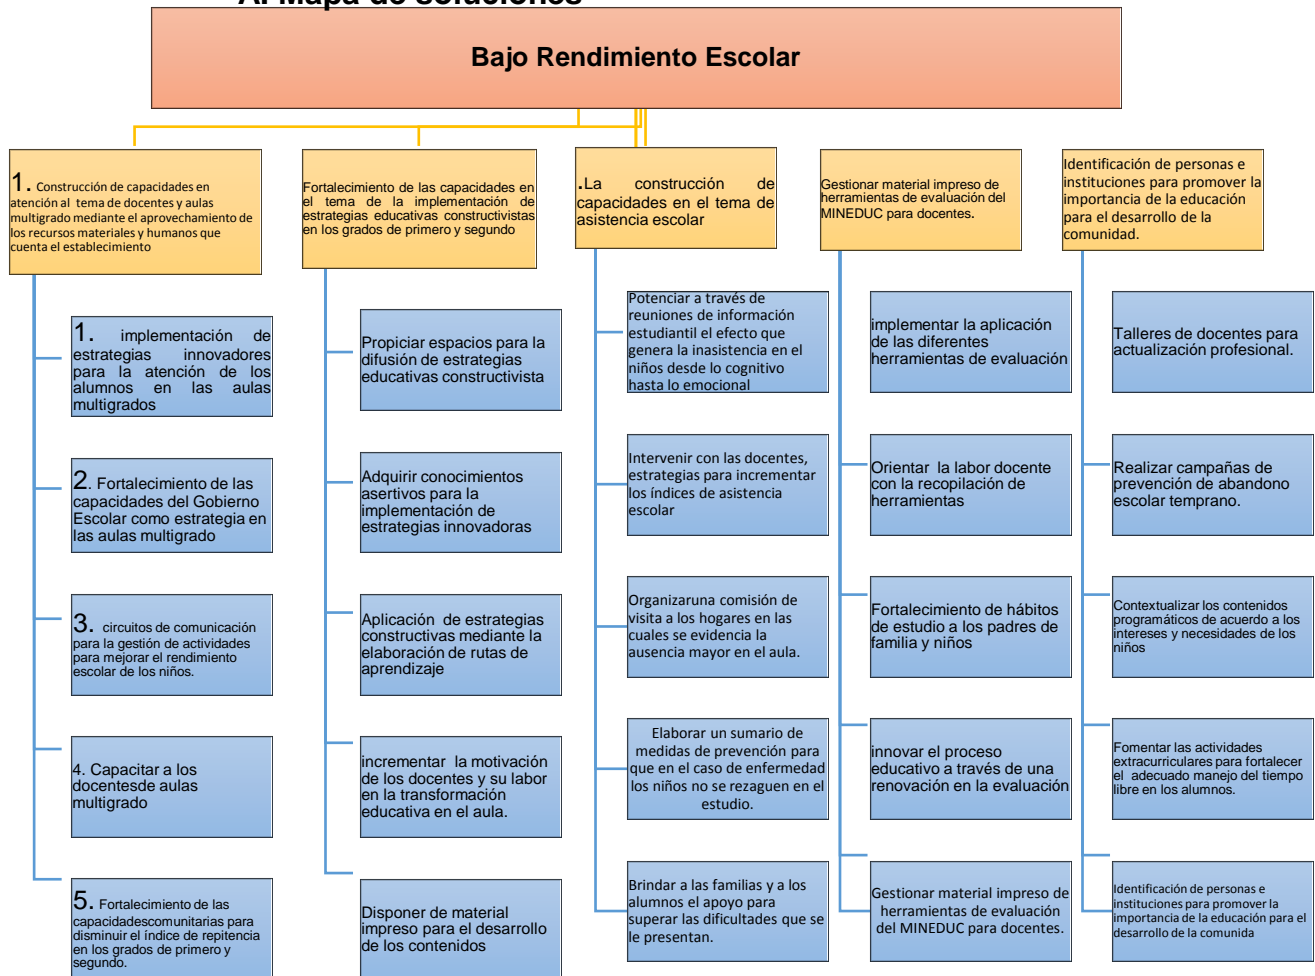 A. Mapa de soluciones
Bajo Rendimiento Escolar
1. Construcción de capacidades en
atención al tema de docentes y aulas
multigrado mediante el aprovechamiento de
los recursos materiales y humanos que
cuenta el establecimiento
1. implementación de
estrategias innovadores
para la atención de los
alumnos en las aulas
multigrados
2. Fortalecimiento de las
capacidades del Gobierno
Escolar como estrategia en
las aulas multigrado
3. circuitos de comunicación
para la gestión de actividades
para mejorar el rendimiento
escolar de los niños.
4. Capacitar a los
docentesde aulas
multigrado
5. Fortalecimiento de las
capacidadescomunitarias para
disminuir el índice de repitencia
en los grados de primero y
segundo.
Fortalecimiento de las capacidades en
el tema de la implementación de
estrategias educativas constructivistas
en los grados de primero y segundo
Propiciar espacios para la
difusión de estrategias
educativas constructivista
Adquirir conocimientos
asertivos para la
implementación de
estrategias innovadoras
Aplicación de estrategias
constructivas mediante la
elaboración de rutas de
aprendizaje
incrementar la motivación
de los docentes y su labor
en la transformación
educativa en el aula.
Disponer de material
impreso para el desarrollo
de los contenidos
.La construcción de
capacidades en el tema de
asistencia escolar
Potenciar a través de
reuniones de información
estudiantil el efecto que
genera la inasistencia en el
niños desde lo cognitivo
hasta lo emocional
Intervenir con las docentes,
estrategias para incrementar
los índices de asistencia
escolar
Organizaruna comisión de
visita a los hogares en las
cuales se evidencia la
ausencia mayor en el aula.
Elaborar un sumario de
medidas de prevención para
que en el caso de enfermedad
los niños no se rezaguen en el
estudio.
Brindar a las familias y a los
alumnos el apoyo para
superar las dificultades que se
le presentan.
Gestionar material impreso de
herramientas de evaluación del
MINEDUC para docentes.
implementar la aplicación
de las diferentes
herramientas de evaluación
Orientar la labor docente
con la recopilación de
herramientas
Fortalecimiento de hábitos
de estudio a los padres de
familia y niños
innovar el proceso
educativo a través de una
renovación en la evaluación
Gestionar material impreso de
herramientas de evaluación
del MINEDUC para docentes.
Identificación de personas e
instituciones para promover la
importancia de la educación
para el desarrollo de la
comunidad.
Talleres de docentes para
actualización profesional.
Realizar campañas de
prevención de abandono
escolar temprano.
Contextualizar los contenidos
programáticos de acuerdo a los
intereses y necesidades de los
niños
Fomentar las actividades
extracurriculares para fortalecer
el adecuado manejo del tiempo
libre en los alumnos.
Identificación de personas e
instituciones para promover la
importancia de la educación para el
desarrollo de la comunida